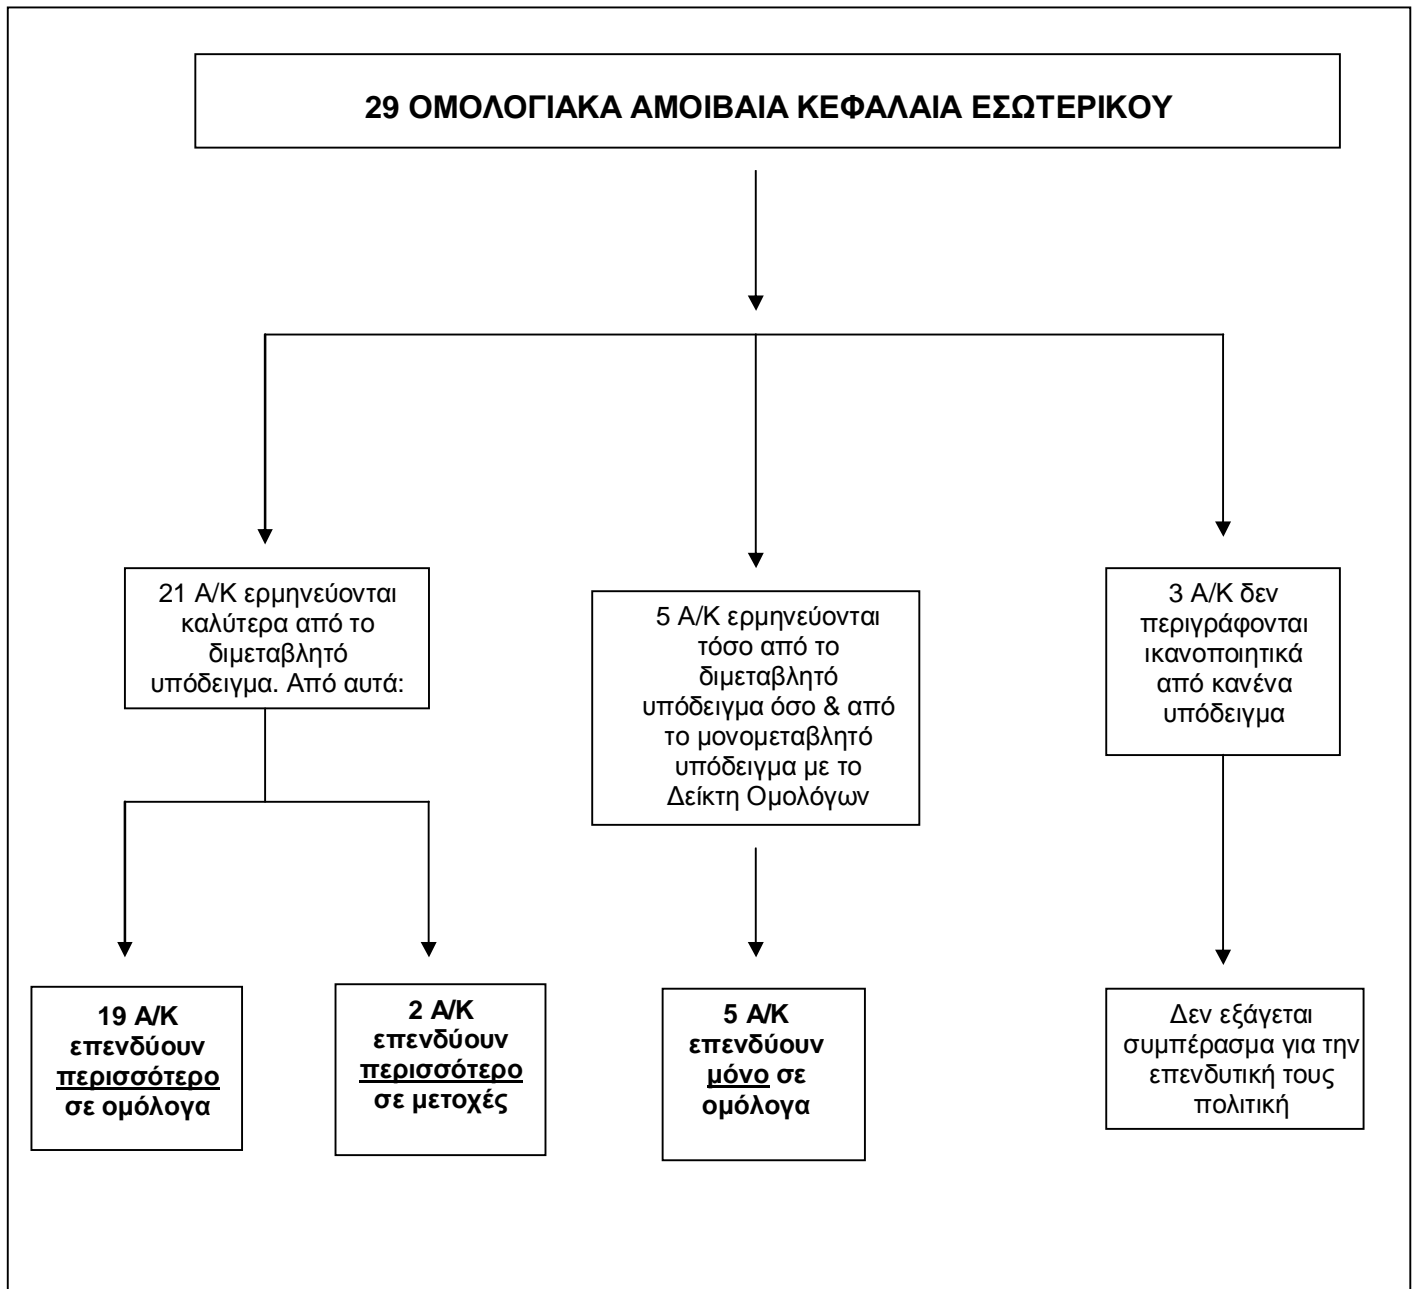 29 ΟΜΟΛΟΓΙΑΚΑ ΑΜΟΙΒΑΙΑ ΚΕΦΑΛΑΙΑ ΕΣΩΤΕΡΙΚΟΥ
21 Α/Κ ερμηνεύονται
καλύτερα από το
διμεταβλητό
υπόδειγμα. Από αυτά:
5 Α/Κ ερμηνεύονται
τόσο από το
διμεταβλητό
υπόδειγμα όσο & από
το μονομεταβλητό
υπόδειγμα με το
Δείκτη Ομολόγων
3 Α/Κ δεν
περιγράφονται
ικανοποιητικά
από κανένα
υπόδειγμα
19 Α/Κ
επενδύουν
περισσότερο
σε ομόλογα
2 Α/Κ
επενδύουν
περισσότερο
σε μετοχές
5 Α/Κ
επενδύουν
μόνο σε
ομόλογα
Δεν εξάγεται
συμπέρασμα για την
επενδυτική τους
πολιτική